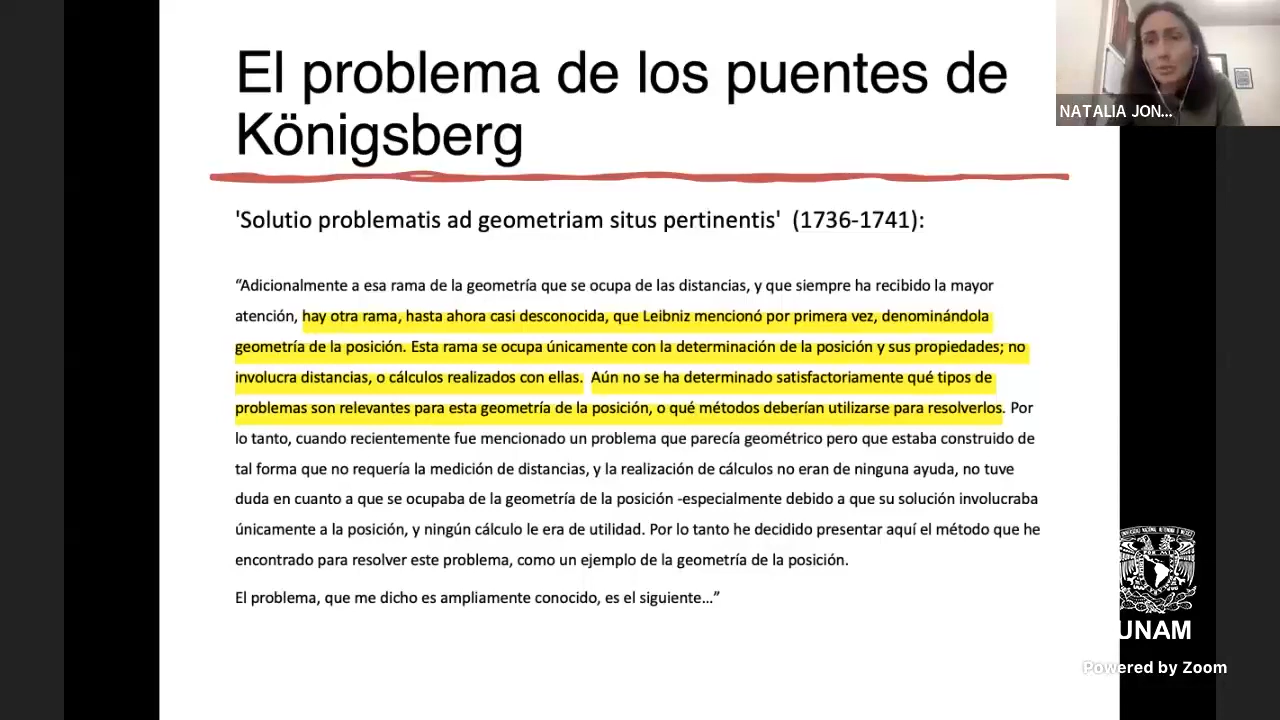 El problema de los puentes de
Königsberg
NATALIA JON...
'Solutio problematis ad geometriam situs pertinentis' (1736-1741):
“Adicionalmente a esa rama de la geometría que se ocupa de las distancias, y que siempre ha recibido la mayor
atención, hay otra rama, hasta ahora casi desconocida, que Leibniz mencionó por primera vez, denominándola
geometría de la posición. Esta rama se ocupa únicamente con la determinación de la posición y sus propiedades; no
involucra distancias, o cálculos realizados con ellas. Aún no se ha determinado satisfactoriamente qué tipos de
problemas son relevantes para esta geometría de la posición, o qué métodos deberían utilizarse para resolverlos. Por
lo tanto, cuando recientemente fue mencionado un problema que parecía geométrico pero que estaba construido de
tal forma que no requería la medición de distancias, y la realización de cálculos no eran de ninguna ayuda, no tuve
duda en cuanto a que se ocupaba de la geometría de la posición -especialmente debido a que su solución involucraba
únicamente a la posición, y ningún cálculo le era de utilidad. Por lo tanto he decidido presentar aquí el método que he
encontrado para resolver este problema, como un ejemplo de la geometría de la posición.
El problema, que me dicho es ampliamente conocido, es el siguiente…”
UNAM
Powered by Zoom